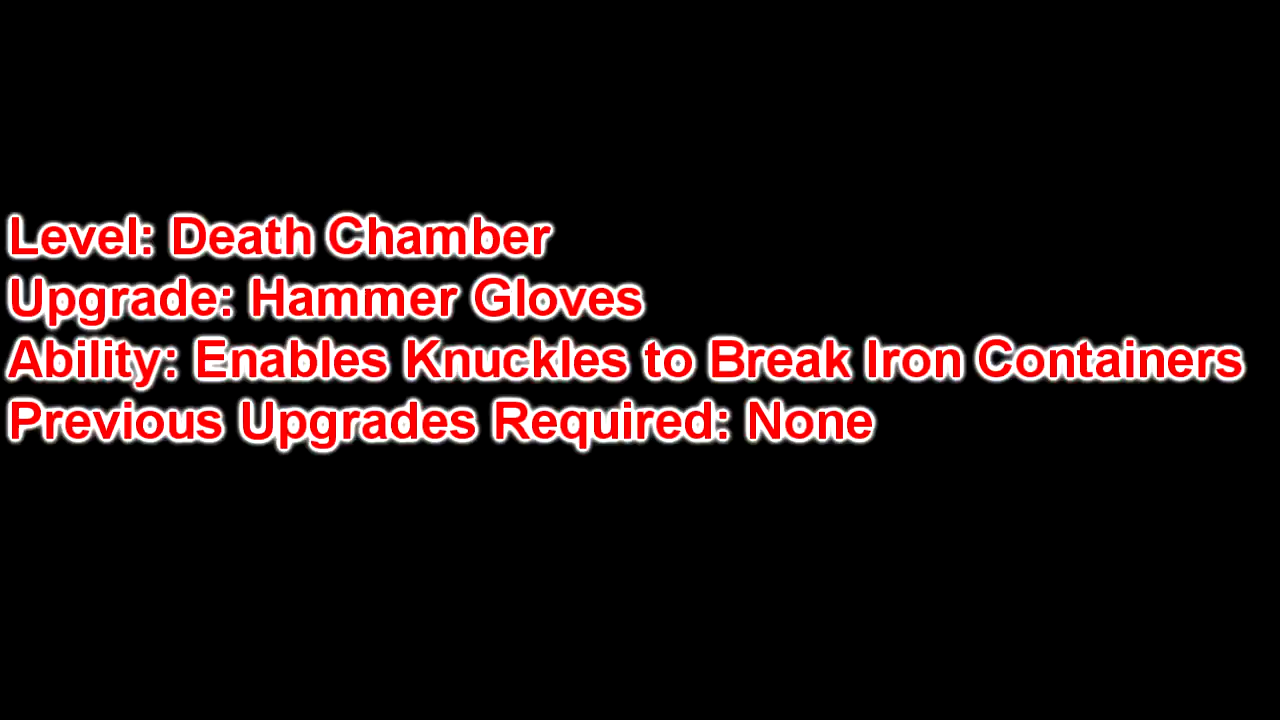 Level: Death Chamber
Upgrade: Hammer Gloves
Ability: Enables Knuckles to Break Iron Containers
Previous Upgrades Required: None